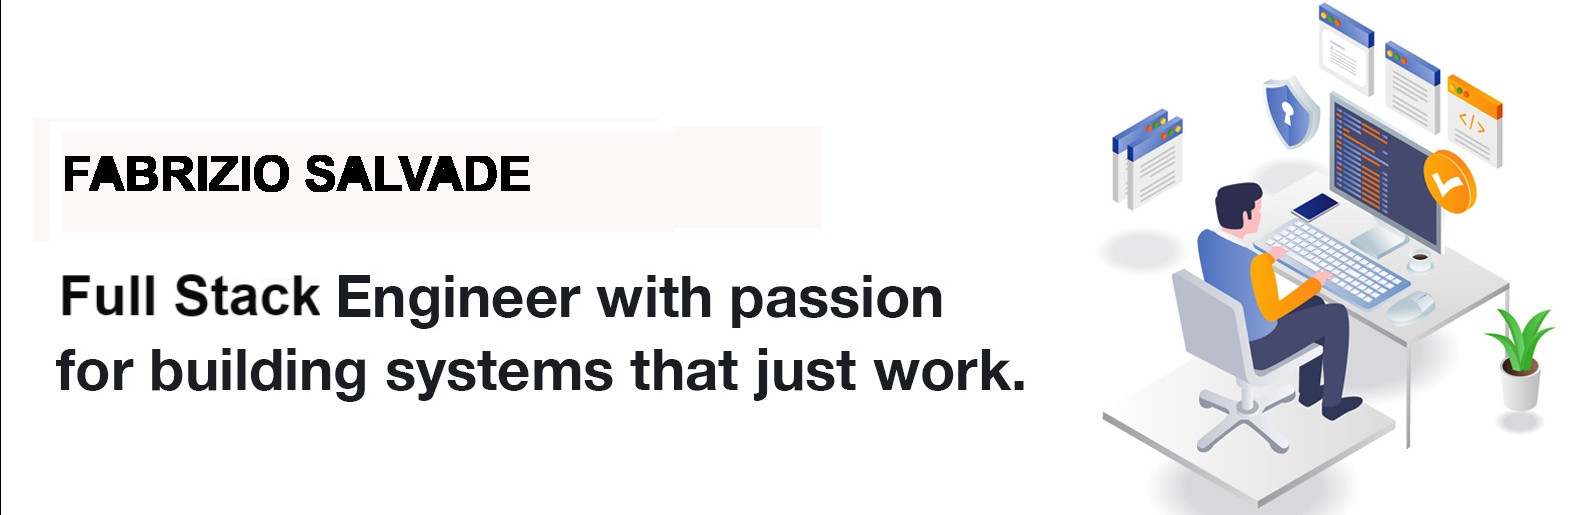 FABRIZIO SALVADE
Full Stack Engineer with passion
for building systems that just work.
</>